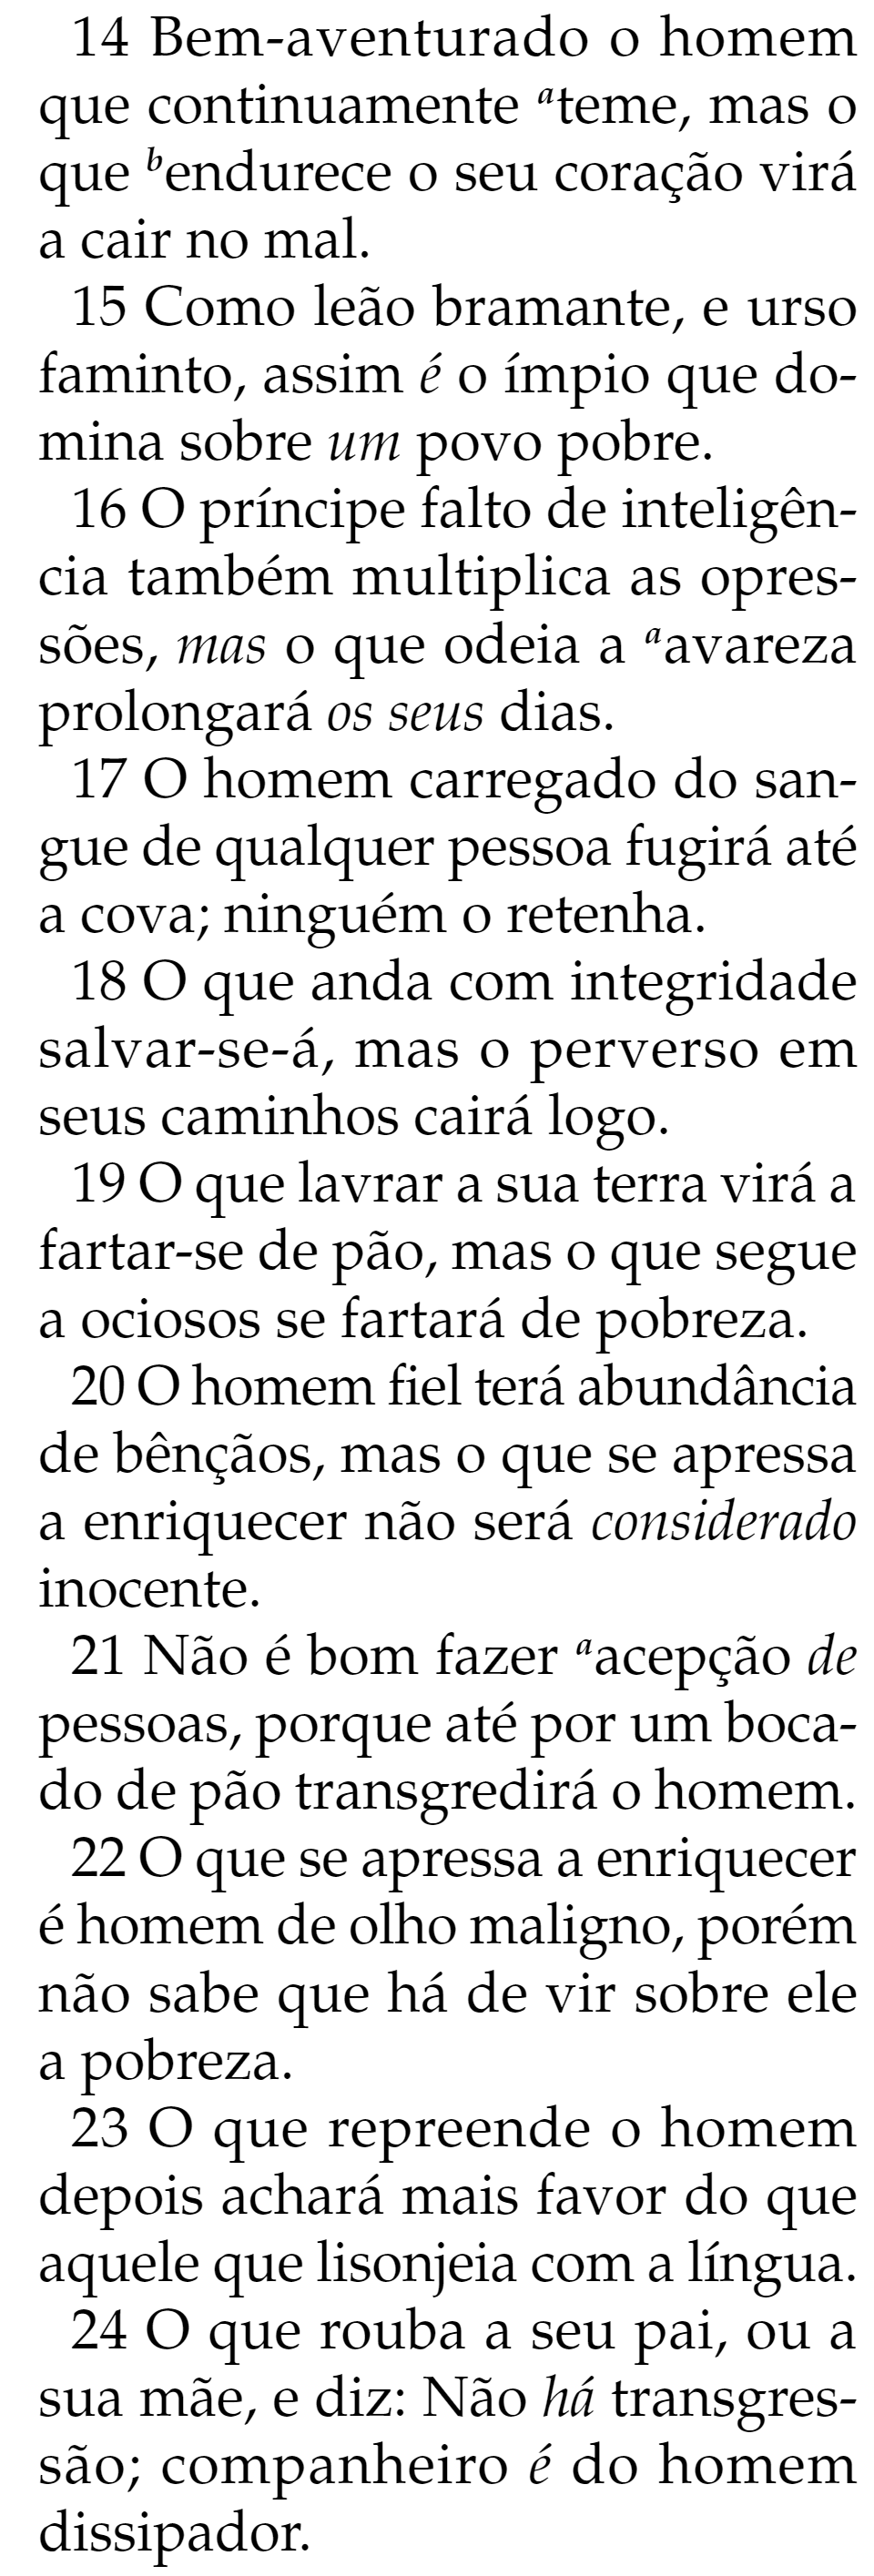 14 Bem-aventurado o homem
que continuamente ᵃteme, mas o
que ᵇendurece o seu coração virá
a cair no mal.
15 Como leão bramante, e urso
faminto, assim é o ímpio que do-
mina sobre um povo pobre.
16 O príncipe falto de inteligên-
cia também multiplica as opres-
sões, mas o que odeia a ᵃavareza
prolongará os seus dias.
17 O homem carregado do san-
gue de qualquer pessoa fugirá até
a cova; ninguém o retenha.
18 O que anda com integridade
salvar-se-á, mas o perverso em
seus caminhos cairá logo.
19 O que lavrar a sua terra virá a
fartar-se de pão, mas o que segue
a ociosos se fartará de pobreza.
20 O homem fiel terá abundância
de bênçãos, mas o que se apressa
a enriquecer não será considerado
inocente.
21 Não é bom fazer ᵃacepção de
pessoas, porque até por um boca-
do de pão transgredirá o homem.
22 O que se apressa a enriquecer
é homem de olho maligno, porém
não sabe que há de vir sobre ele
a pobreza.
23 O que repreende o homem
depois achará mais favor do que
aquele que lisonjeia com a língua.
24 O que rouba a seu pai, ou a
sua mãe, e diz: Não há transgres-
são; companheiro é do homem
dissipador.